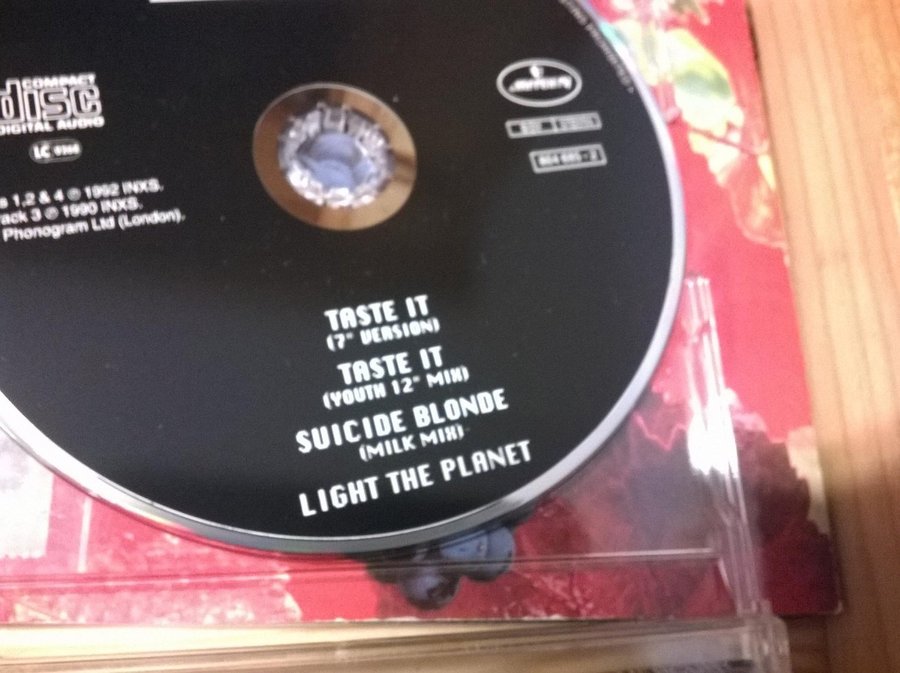 COMPACT
disc
DIGITAL AUDIO
LC
s 1,2 & 4 ℗ 1992 INXS.
ack 3 ℗ 1990 INXS.
Phonogram Ltd (London).
TASTE IT
(7" VERSION)
TASTE IT
(YOUTH 12" MIX)
SUICIDE BLONDE
(MILK MIX)
LIGHT THE PLANET